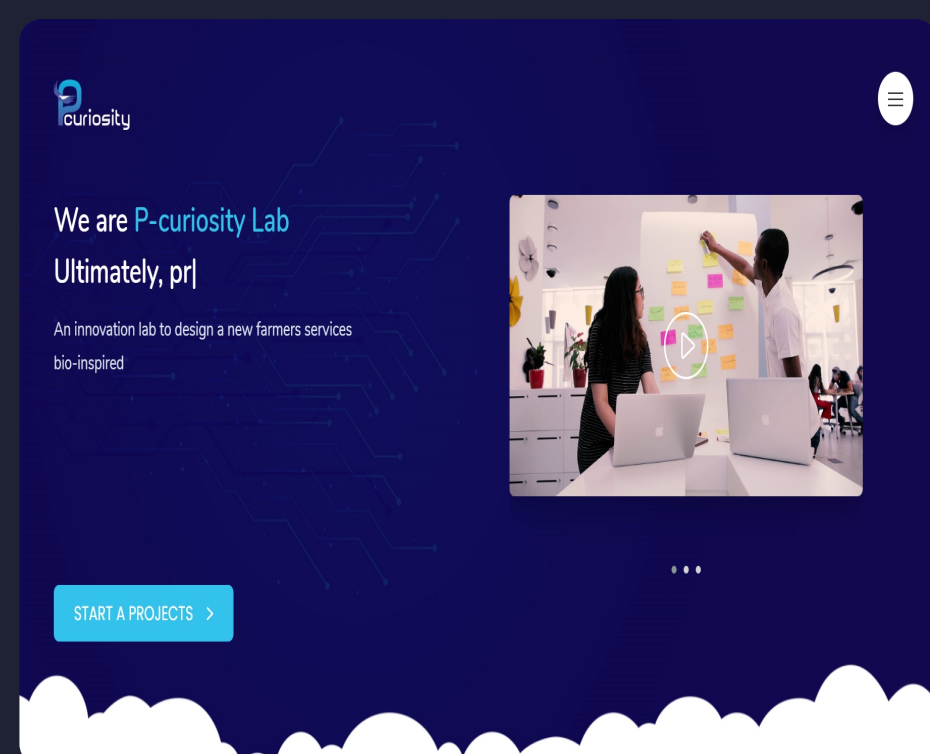 Pcuriosity
We are P-curiosity Lab
Ultimately, pr|
An innovation lab to design a new farmers services
bio-inspired
START A PROJECTS